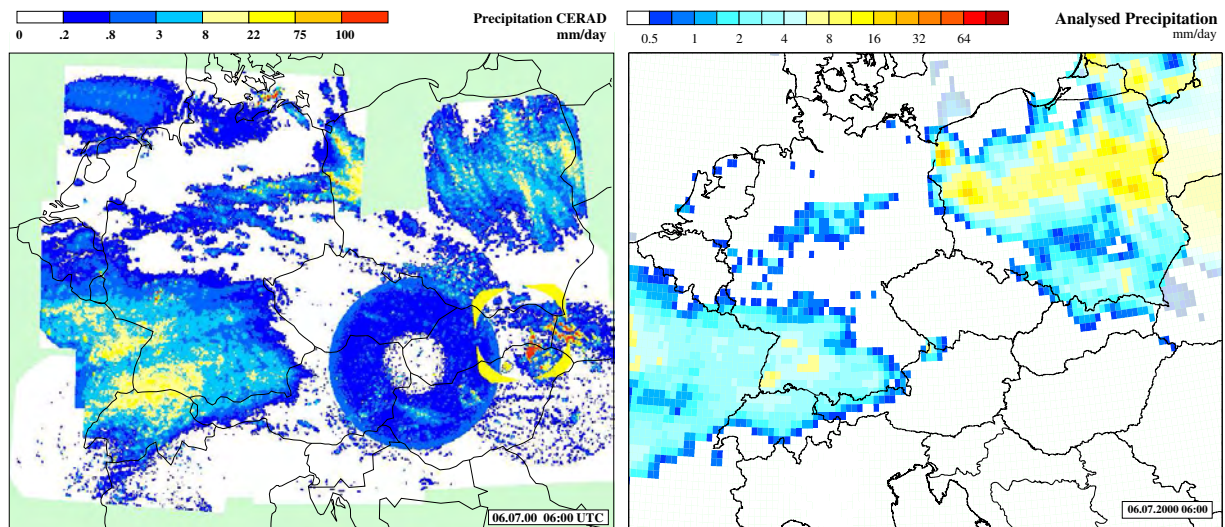 Precipitation CERAD
mm/day
0 .2 .8 3 8 22 75 100
06.07.00 06:00 UTC
Analysed Precipitation
mm/day
0.5 1 2 4 8 16 32 64
06.07.2000 06:00